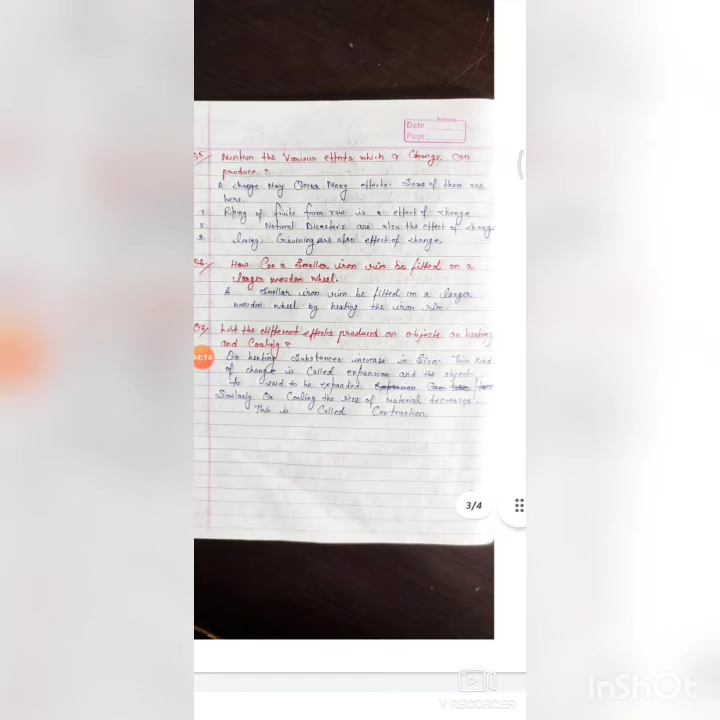 Date
Page
Q5/ Mention the Various effects which a Change can
produce.?
A change May Occur Many effects. Some of them are
here.
1. Riping of fruits from raw is a effect of change
2. Natural Disasters are also the effect of change
3. living. Growing are also effect of change.
Q6/ How Can a Smaller iron rim be fitted on a
larger wooden wheel.
A Smaller iron rim be fitted on a larger
wooden wheel by heating the iron rim.
Q7/ List the different effects produced on objects on heating
and Cooling?
On heating Substances increase in Size. This kind
of change is Called expansion and the object
is said to be expanded.
Similarly On Cooling the size of material decreases.
This is Called Contraction.
3/4
V RECORDER
InShOt